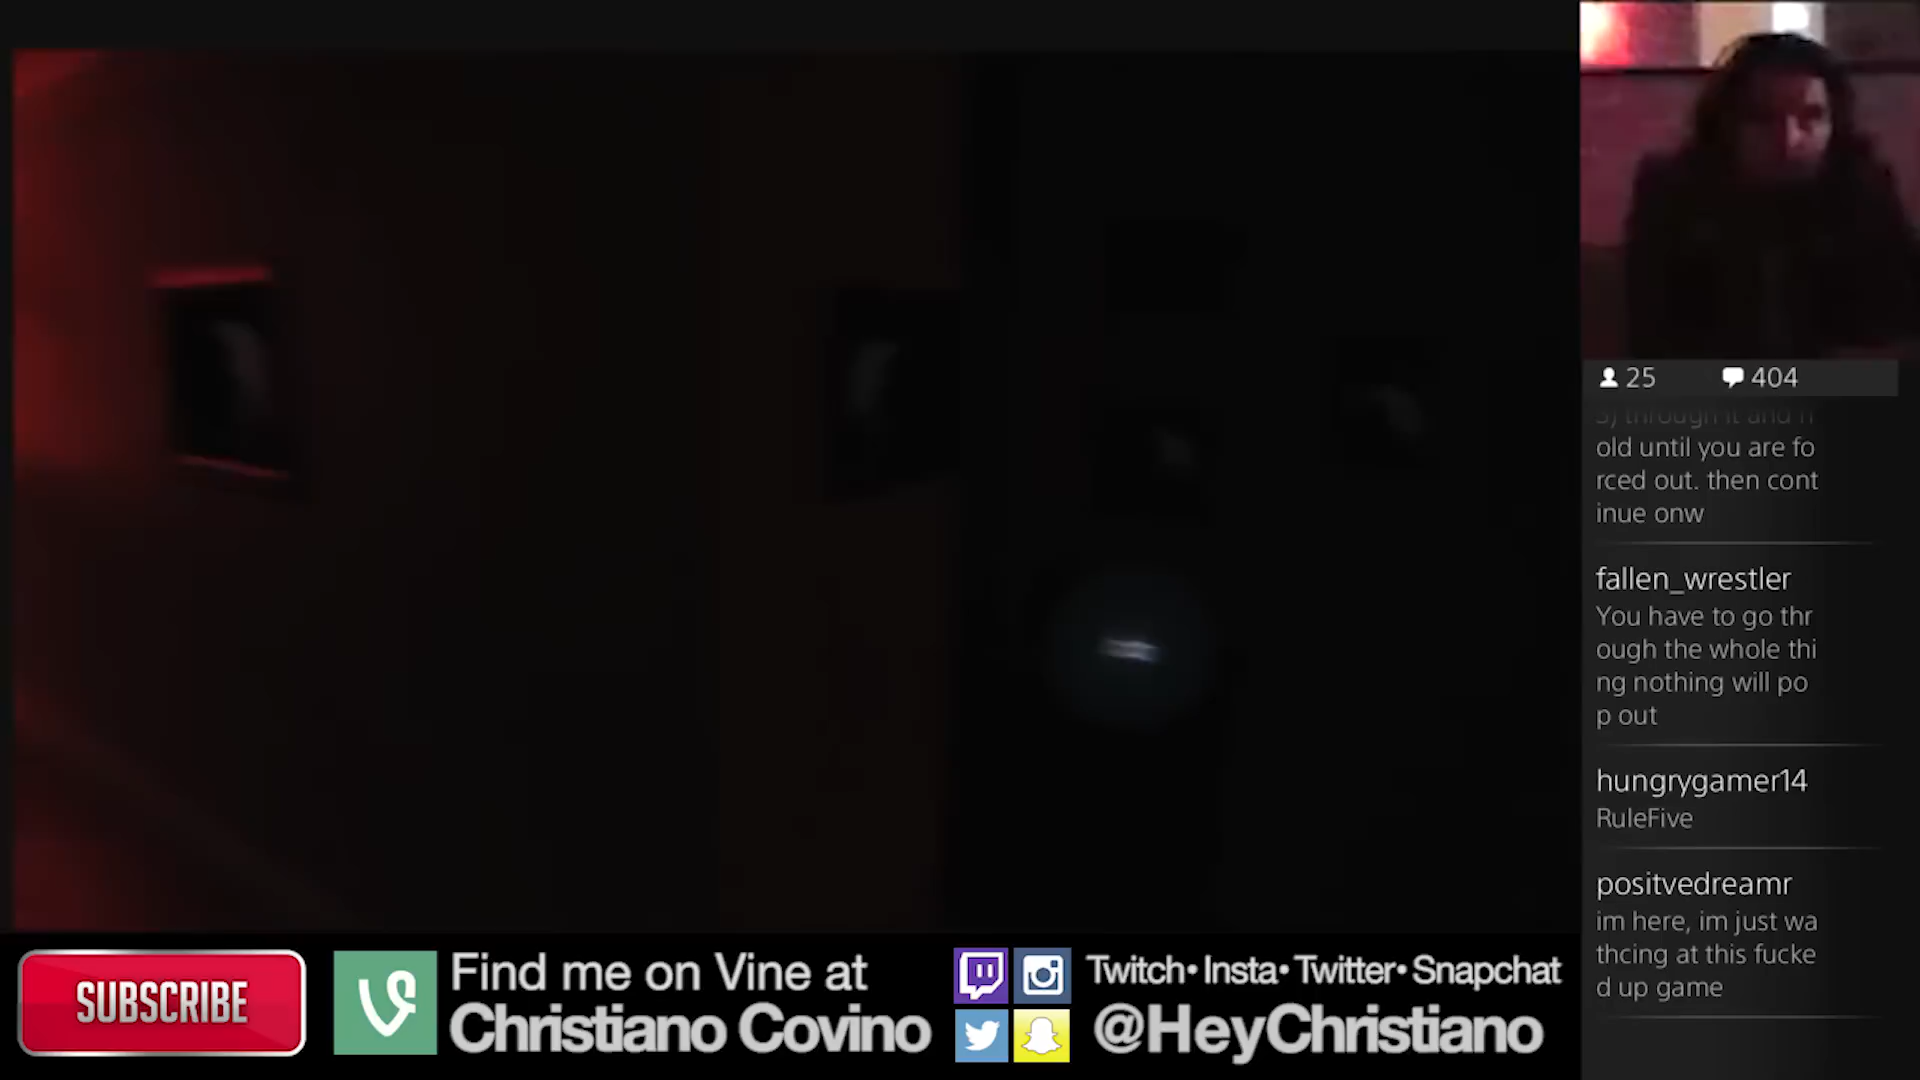 25 404
old until you are fo
rced out. then cont
inue onw
fallen_wrestler
You have to go thr
ough the whole thi
ng nothing will po
p out
hungrygamer14
RuleFive
positvedreamr
im here, im just wa
thcing at this fucke
d up game
SUBSCRIBE
Find me on Vine at
Christiano Covino
Twitch• Insta• Twitter• Snapchat
@HeyChristiano